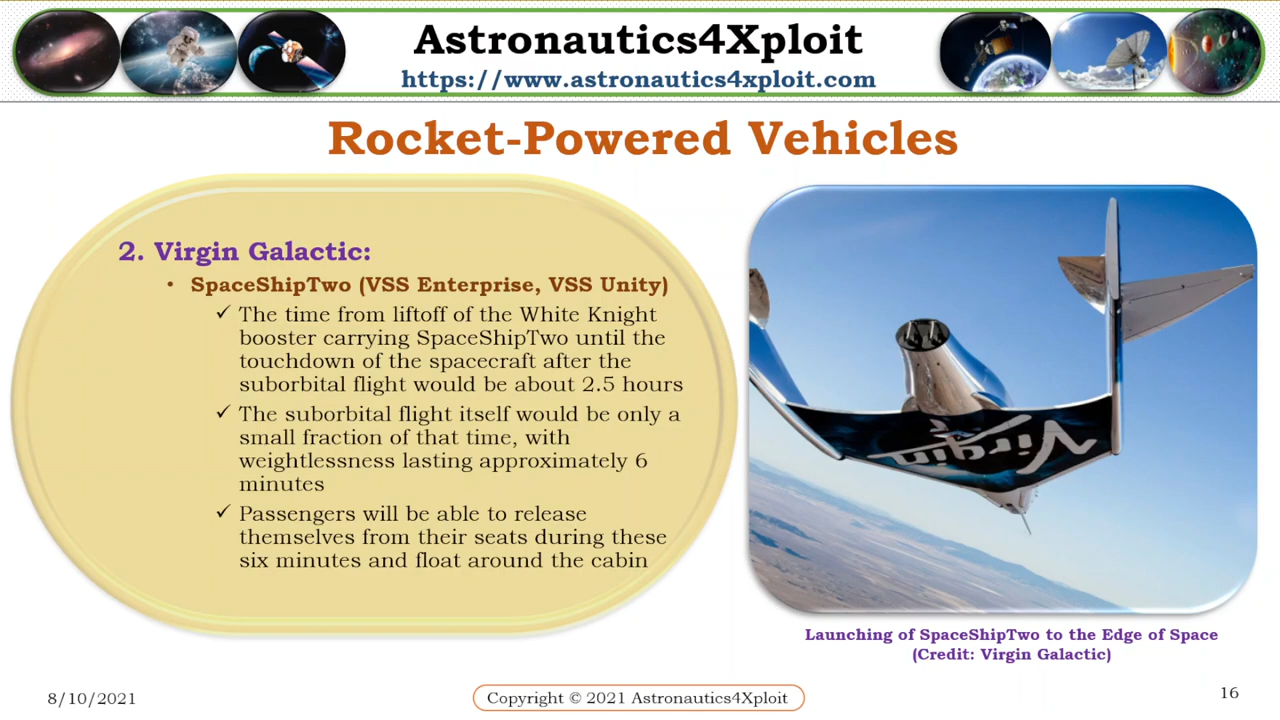 Astronautics4Xploit
https://www.astronautics4xploit.com
Rocket-Powered Vehicles
2. Virgin Galactic:
• SpaceShipTwo (VSS Enterprise, VSS Unity)
✓ The time from liftoff of the White Knight
booster carrying SpaceShipTwo until the
touchdown of the spacecraft after the
suborbital flight would be about 2.5 hours
✓ The suborbital flight itself would be only a
small fraction of that time, with
weightlessness lasting approximately 6
minutes
✓ Passengers will be able to release
themselves from their seats during these
six minutes and float around the cabin
Virgin
Launching of SpaceShipTwo to the Edge of Space
(Credit: Virgin Galactic)
8/10/2021
Copyright © 2021 Astronautics4Xploit
16